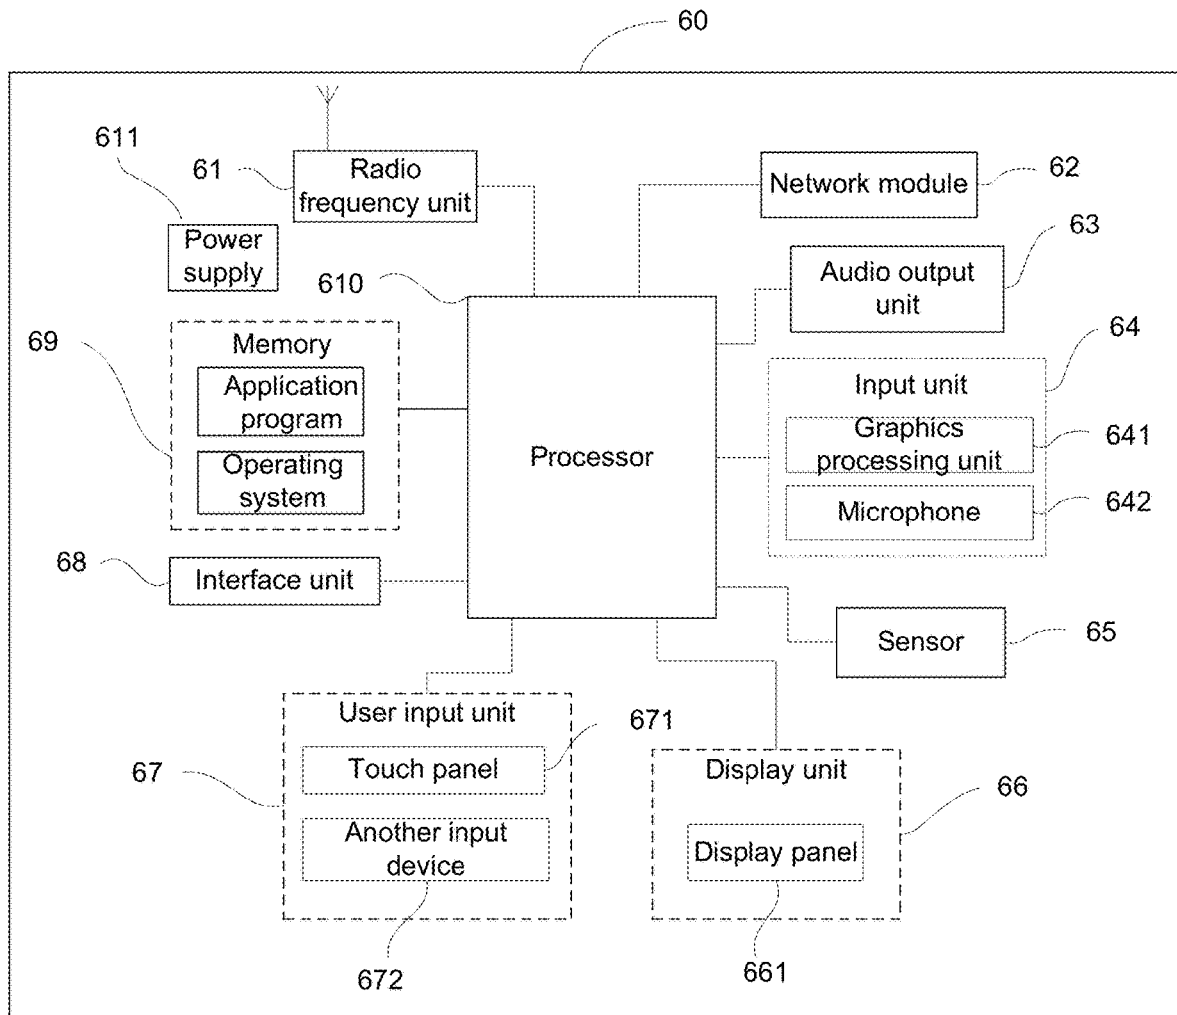 60
611
61
Radio
frequency unit
Network module
62
Power
supply
63
Audio output
unit
610
64
69
Memory
Application
program
Operating
system
Processor
Input unit
Graphics
processing unit
641
Microphone
642
68
Interface unit
Sensor
65
User input unit
671
67
Touch panel
Another input
device
672
Display unit
66
Display panel
661